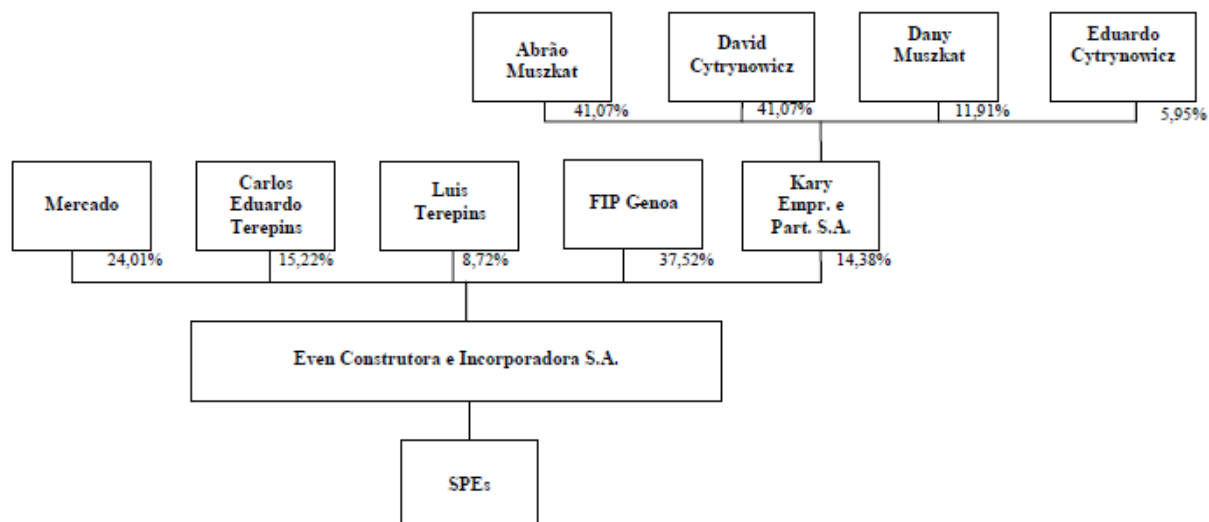 Abrão
Muszkat
David
Cytrynowicz
Dany
Muszkat
Eduardo
Cytrynowicz
41,07%
41,07%
11,91%
5,95%
Mercado
Carlos
Eduardo
Terepins
Luis
Terepins
FIP Genoa
Kary
Empr. e
Part. S.A.
24,01%
15,22%
8,72%
37,52%
14,38%
Even Construtora e Incorporadora S.A.
SPEs